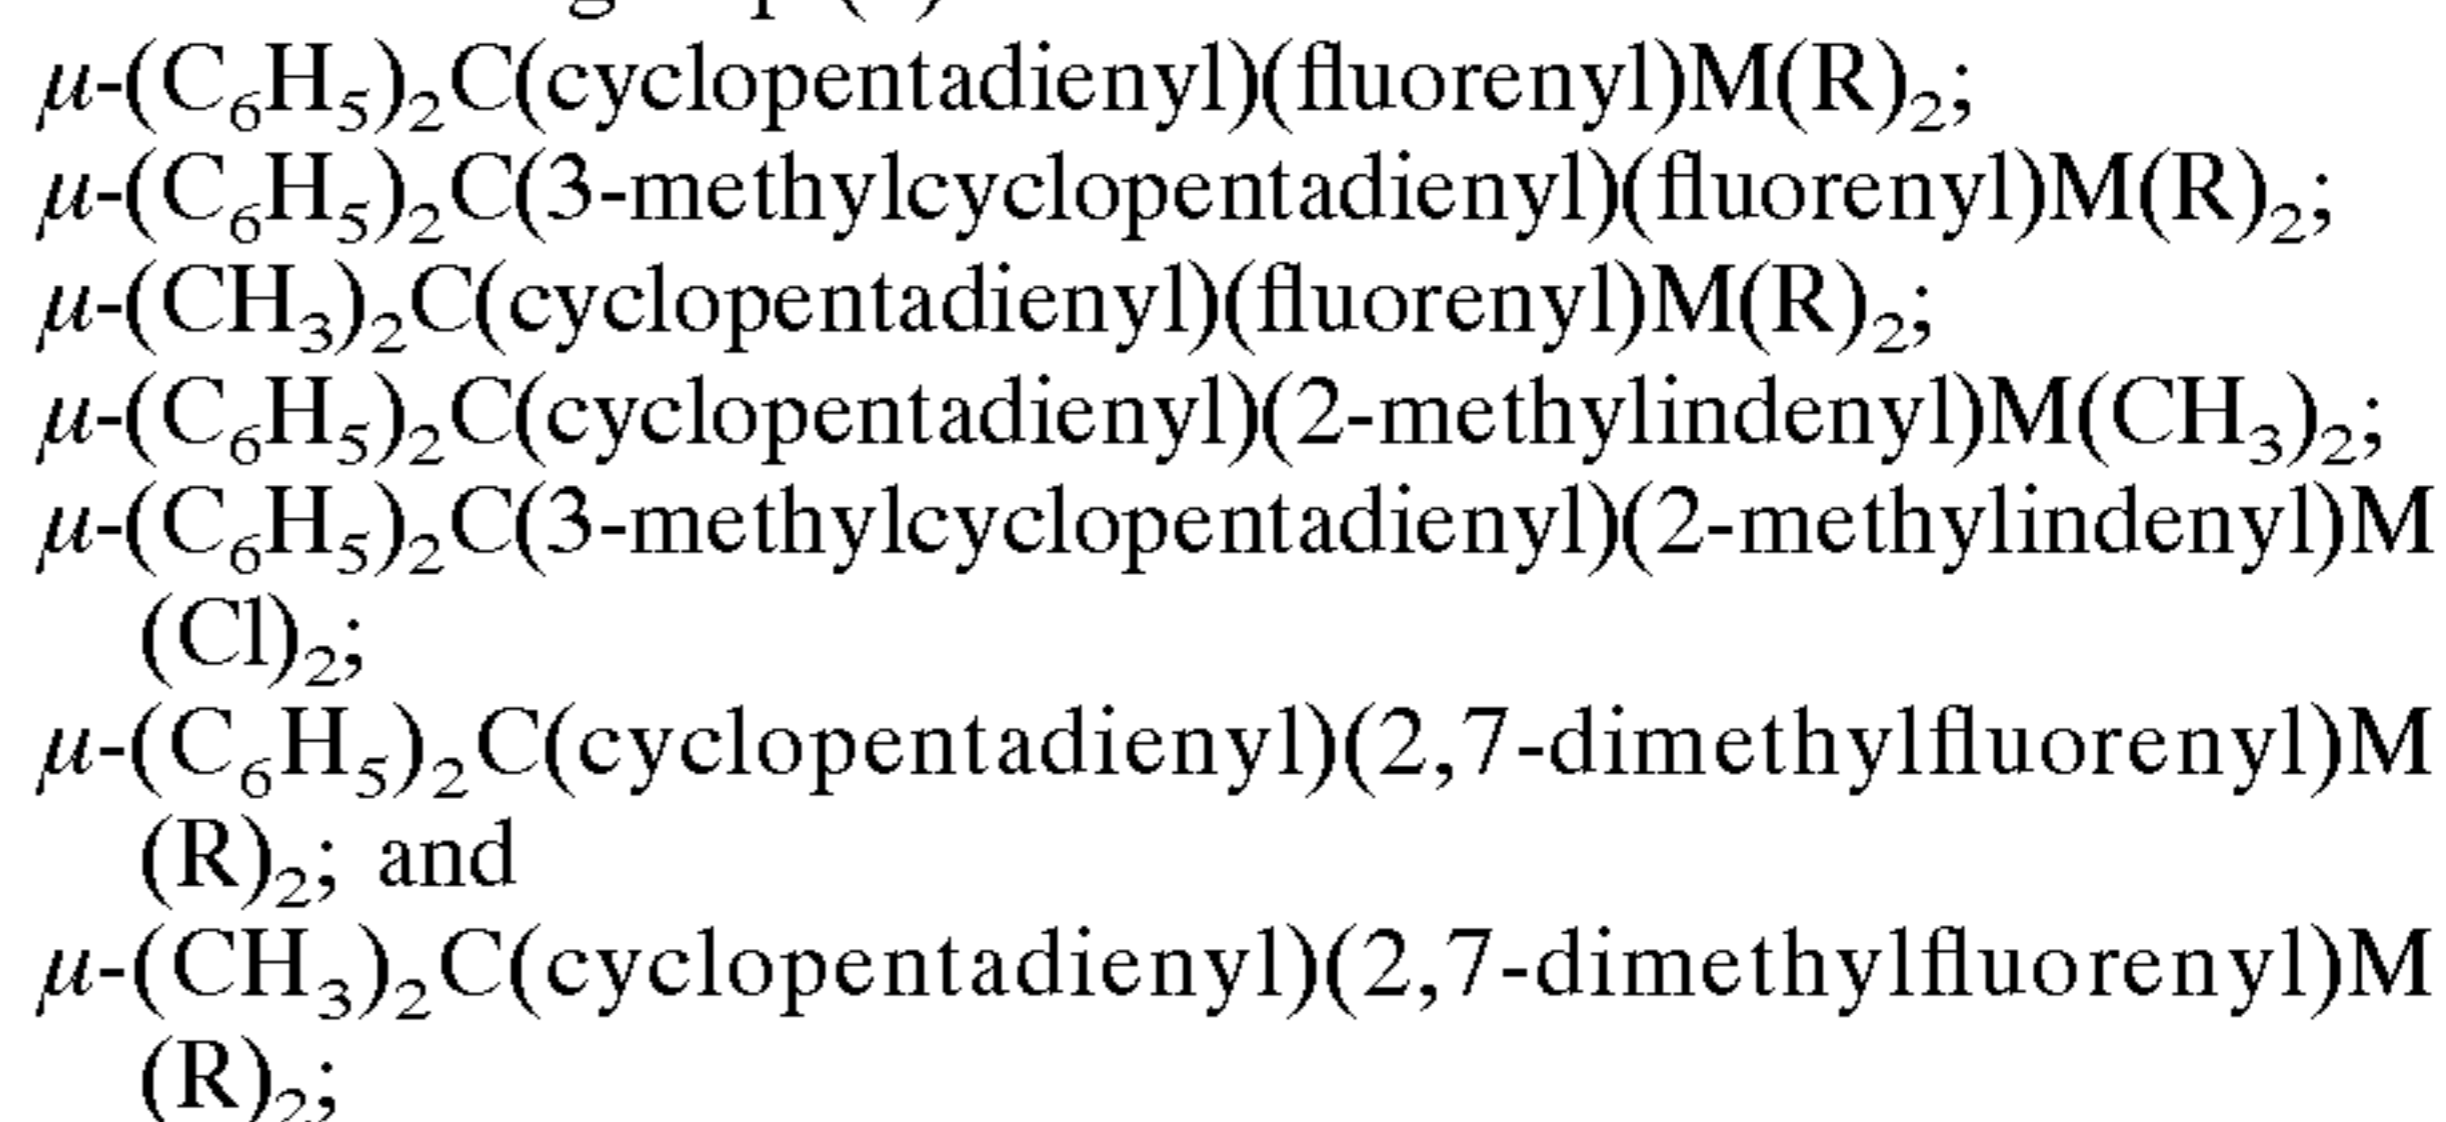 μ-(C₆H₅)₂C(cyclopentadienyl)(fluorenyl)M(R)₂;
μ-(C₆H₅)₂C(3-methylcyclopentadienyl)(fluorenyl)M(R)₂;
μ-(CH₃)₂C(cyclopentadienyl)(fluorenyl)M(R)₂;
μ-(C₆H₅)₂C(cyclopentadienyl)(2-methylindenyl)M(CH₃)₂;
μ-(C₆H₅)₂C(3-methylcyclopentadienyl)(2-methylindenyl)M
(Cl)₂;
μ-(C₆H₅)₂C(cyclopentadienyl)(2,7-dimethylfluorenyl)M
(R)₂; and
μ-(CH₃)₂C(cyclopentadienyl)(2,7-dimethylfluorenyl)M
(R)₂;